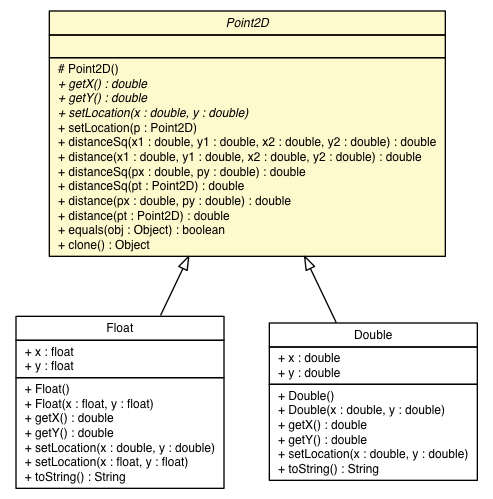 Point2D
# Point2D()
+ getX() : double
+ getY() : double
+ setLocation(x : double, y : double)
+ setLocation(p : Point2D)
+ distanceSq(x1 : double, y1 : double, x2 : double, y2 : double) : double
+ distance(x1 : double, y1 : double, x2 : double, y2 : double) : double
+ distanceSq(px : double, py : double) : double
+ distanceSq(pt : Point2D) : double
+ distance(px : double, py : double) : double
+ distance(pt : Point2D) : double
+ equals(obj : Object) : boolean
+ clone() : Object
Float
+ x : float
+ y : float
+ Float()
+ Float(x : float, y : float)
+ getX() : double
+ getY() : double
+ setLocation(x : double, y : double)
+ setLocation(x : float, y : float)
+ toString() : String
Double
+ x : double
+ y : double
+ Double()
+ Double(x : double, y : double)
+ getX() : double
+ getY() : double
+ setLocation(x : double, y : double)
+ toString() : String